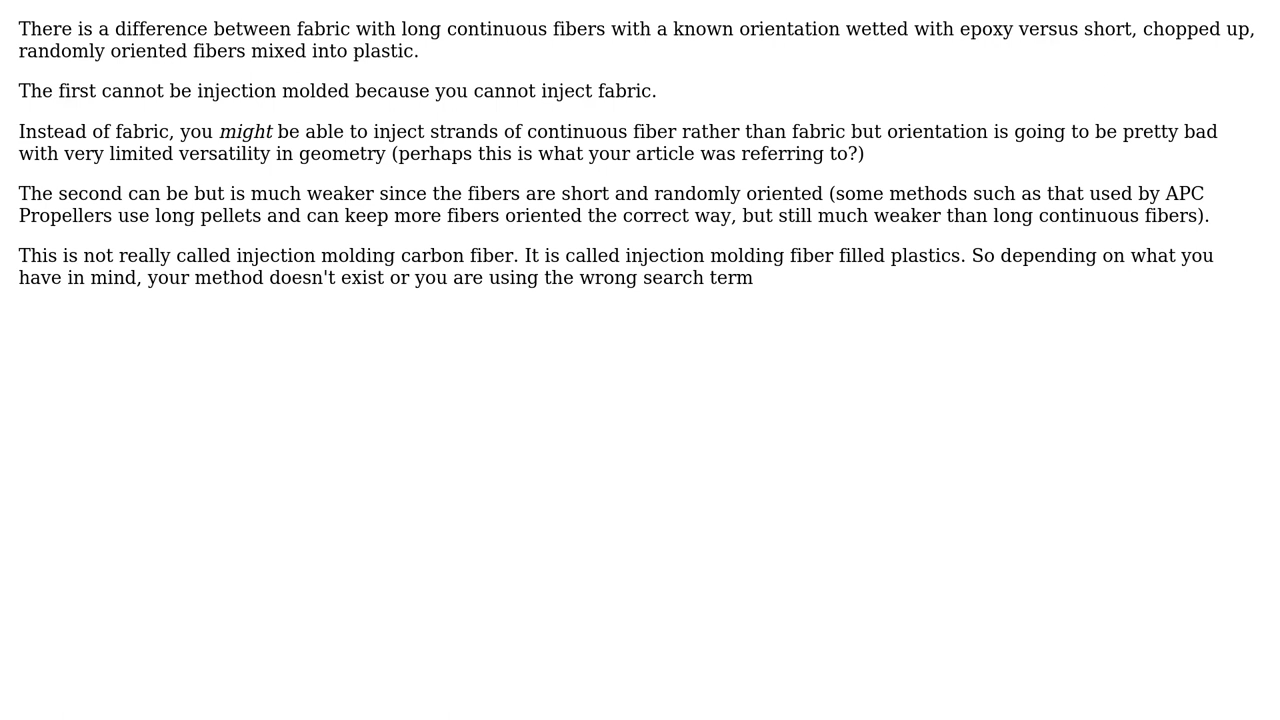 There is a difference between fabric with long continuous fibers with a known orientation wetted with epoxy versus short, chopped up,
randomly oriented fibers mixed into plastic.
The first cannot be injection molded because you cannot inject fabric.
Instead of fabric, you might be able to inject strands of continuous fiber rather than fabric but orientation is going to be pretty bad
with very limited versatility in geometry (perhaps this is what your article was referring to?)
The second can be but is much weaker since the fibers are short and randomly oriented (some methods such as that used by APC
Propellers use long pellets and can keep more fibers oriented the correct way, but still much weaker than long continuous fibers).
This is not really called injection molding carbon fiber. It is called injection molding fiber filled plastics. So depending on what you
have in mind, your method doesn't exist or you are using the wrong search term